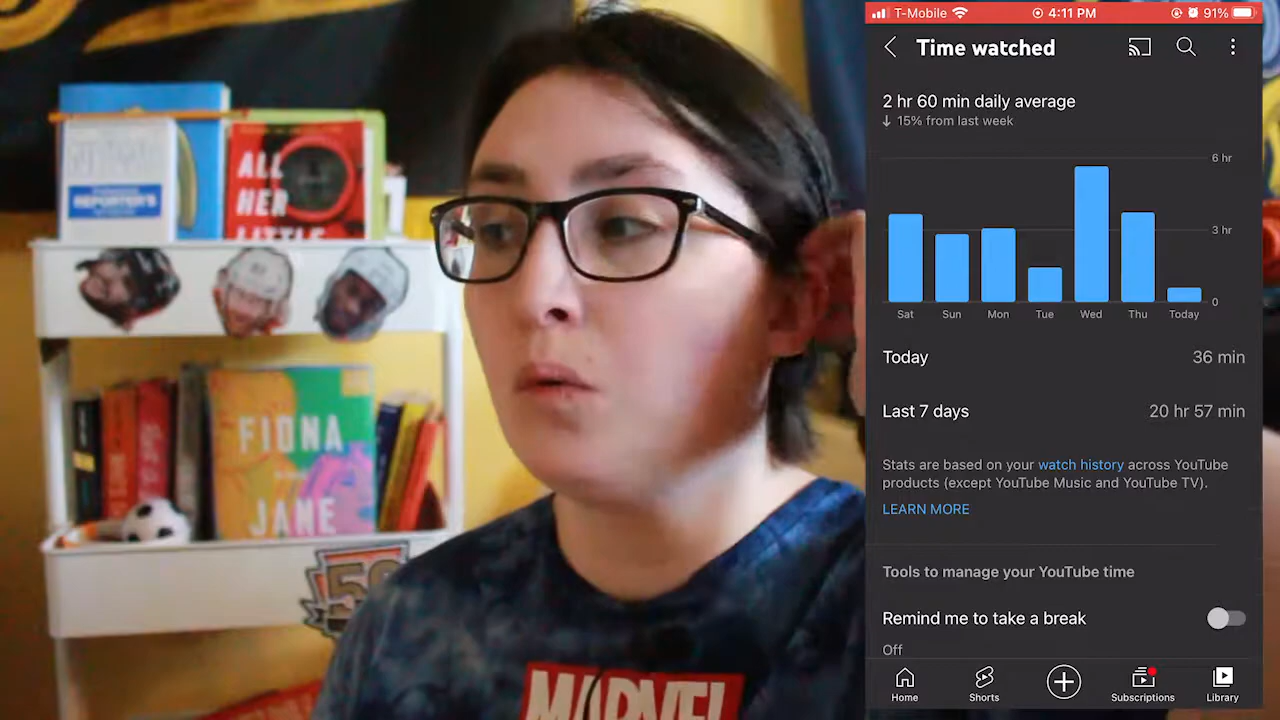 T-Mobile 4:11 PM 91%
Time watched
2 hr 60 min daily average
15% from last week
6 hr
3 hr
0
Sat Sun Mon Tue Wed Thu Today
Today 36 min
Last 7 days 20 hr 57 min
Stats are based on your watch history across YouTube
products (except YouTube Music and YouTube TV).
LEARN MORE
Tools to manage your YouTube time
Remind me to take a break
Off
Home Shorts Subscriptions Library
REPORTER'S
ALL
HER
LITTLE
FIONA
JANE
50
MARVEL